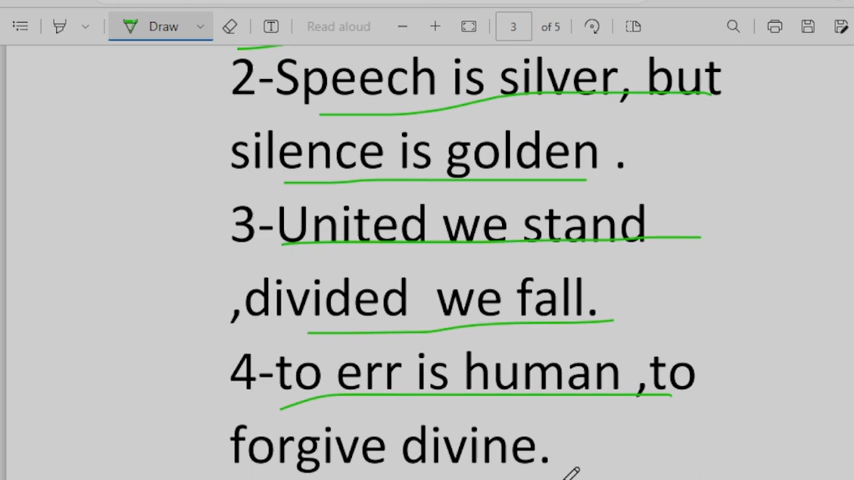 Draw
Read aloud
3
of 5
2-Speech is silver, but
silence is golden .
3-United we stand
,divided  we fall.
4-to err is human ,to
forgive divine.